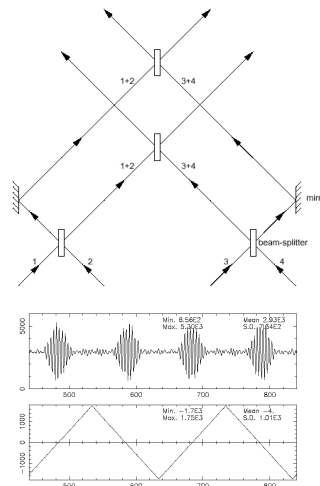 1+2
3+4
1+2
3+4
mirr
beam-splitter
1
2
3
4
Min. 6.56E2
Mean 2.93E3
Max. 5.30E3
S.D. 7.64E2
5000
0
500
600
700
800
Min. -1.7E3
Mean -4.
Max. 1.75E3
S.D. 1.01E3
1000
0
-1000
500
600
700
800